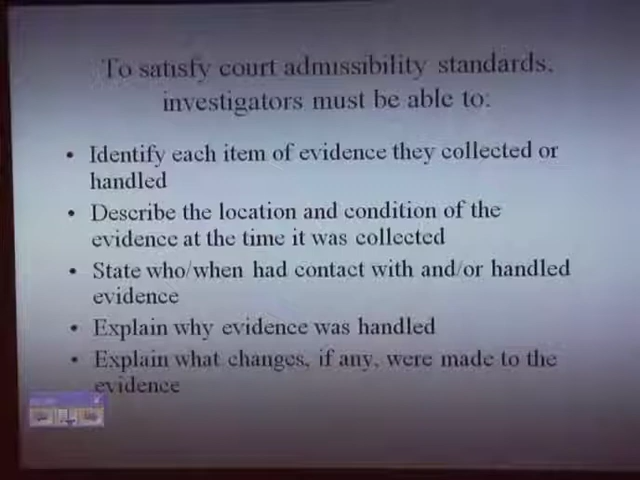 To satisfy court admissibility standards,
investigators must be able to:
• Identify each item of evidence they collected or
handled
• Describe the location and condition of the
evidence at the time it was collected
• State who/when had contact with and/or handled
evidence
• Explain why evidence was handled
• Explain what changes, if any, were made to the
evidence